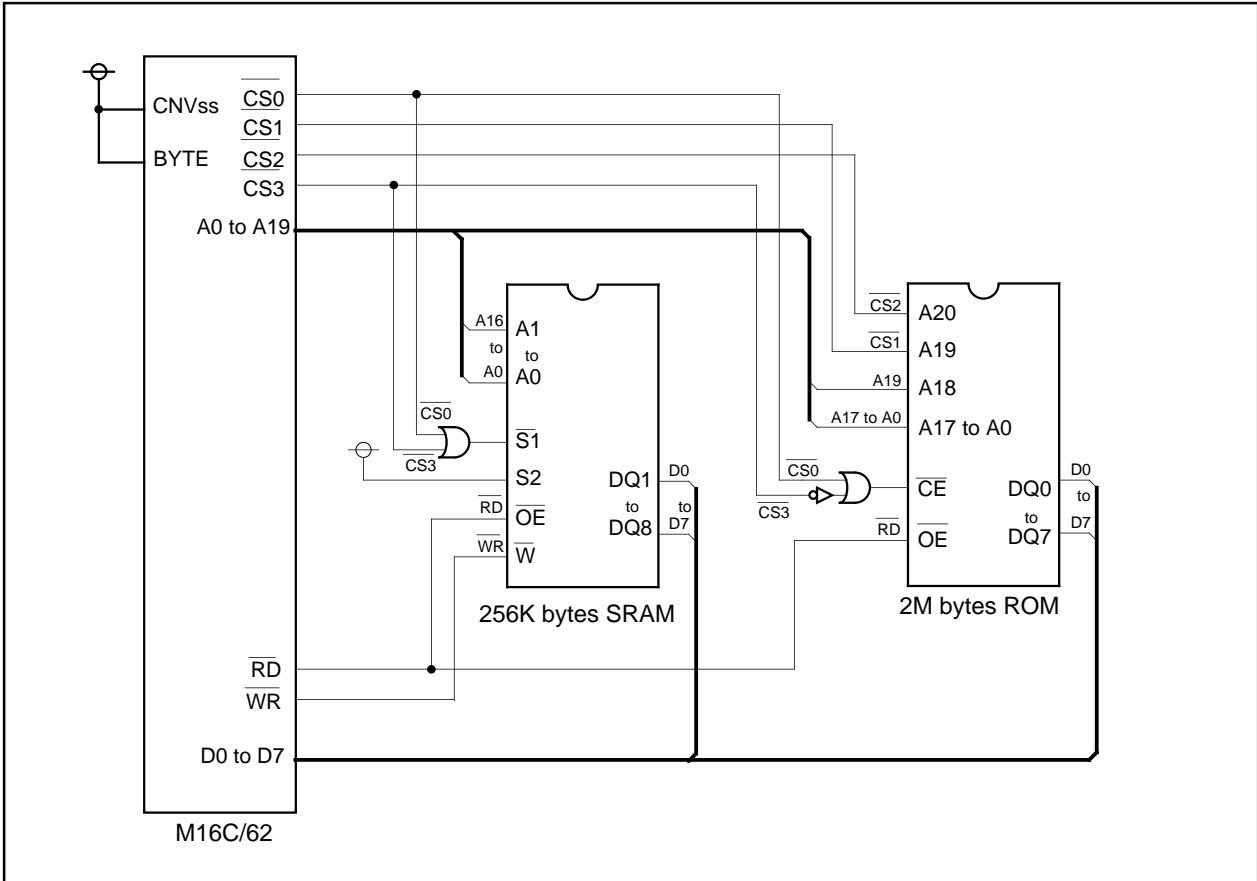 CNVss
BYTE
CS0
CS1
CS2
CS3
A0 to A19
A16
to
A0
A1
to
A0
CS0
CS3
S1
S2
RD
OE
WR
W
DQ1
to
DQ8
D0
to
D7
256K bytes SRAM
CS2
A20
CS1
A19
A19
A18
A17 to A0
A17 to A0
CS0
CS3
CE
RD
OE
DQ0
to
DQ7
D0
to
D7
2M bytes ROM
RD
WR
D0 to D7
M16C/62